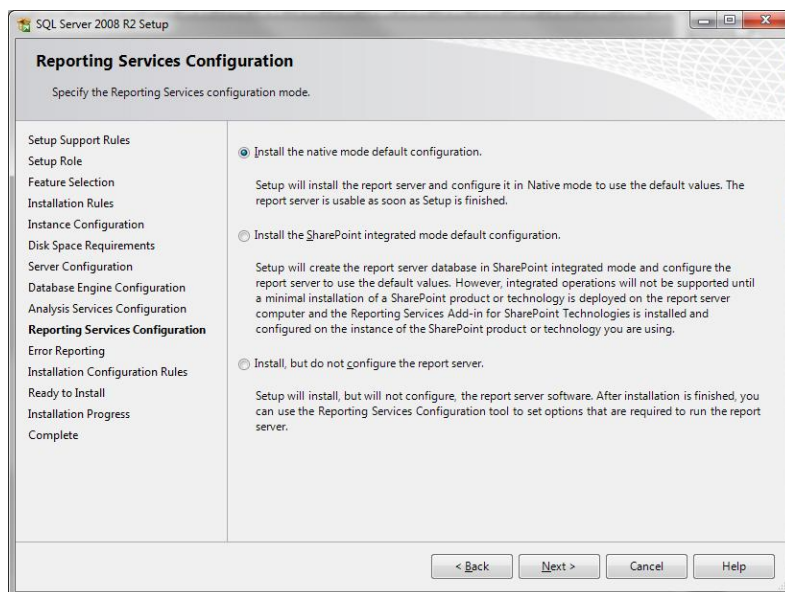 SQL Server 2008 R2 Setup
Reporting Services Configuration
Specify the Reporting Services configuration mode.
Setup Support Rules
Setup Role
Feature Selection
Installation Rules
Instance Configuration
Disk Space Requirements
Server Configuration
Database Engine Configuration
Analysis Services Configuration
Reporting Services Configuration
Error Reporting
Installation Configuration Rules
Ready to Install
Installation Progress
Complete
Install the native mode default configuration.
Setup will install the report server and configure it in Native mode to use the default values. The
report server is usable as soon as Setup is finished.
Install the SharePoint integrated mode default configuration.
Setup will create the report server database in SharePoint integrated mode and configure the
report server to use the default values. However, integrated operations will not be supported until
a minimal installation of a SharePoint product or technology is deployed on the report server
computer and the Reporting Services Add-in for SharePoint Technologies is installed and
configured on the instance of the SharePoint product or technology you are using.
Install, but do not configure the report server.
Setup will install, but will not configure, the report server software. After installation is finished, you
can use the Reporting Services Configuration tool to set options that are required to run the report
server.
< Back
Next >
Cancel
Help